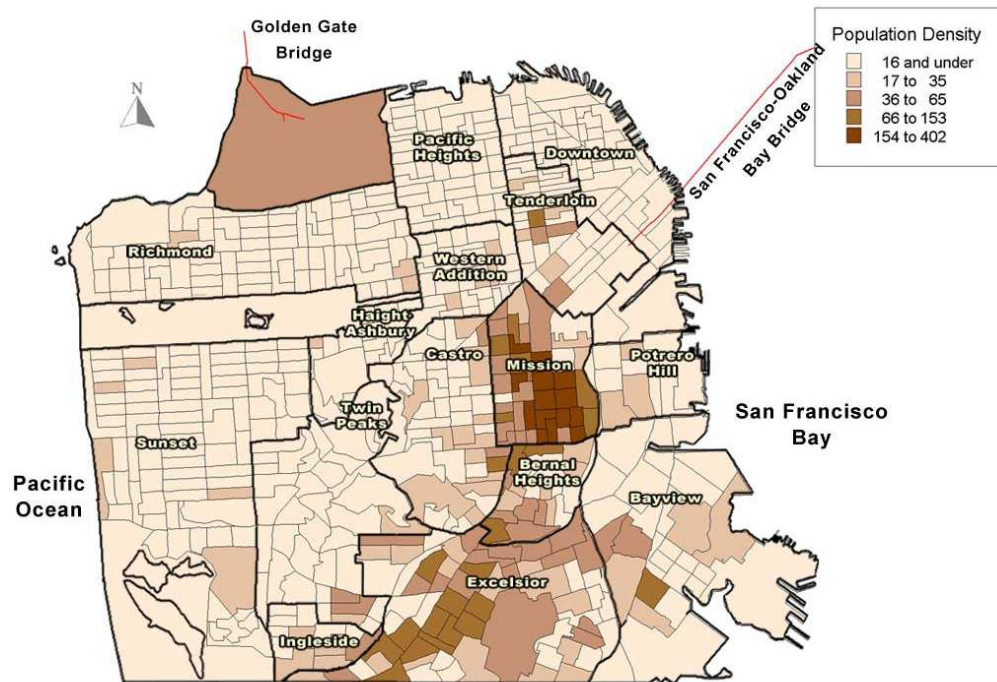 Golden Gate
Bridge
N
Population Density
16 and under
17 to 35
36 to 65
66 to 153
154 to 402
San Francisco-Oakland
Bay Bridge
Pacific
Heights
Downtown
Tenderloin
Richmond
Western
Addition
Haight
Ashbury
Castro
Mission
Potrero
Hill
Twin
Peaks
Sunset
San Francisco
Bay
Pacific
Ocean
Bernal
Heights
Bayview
Excelsior
Ingleside